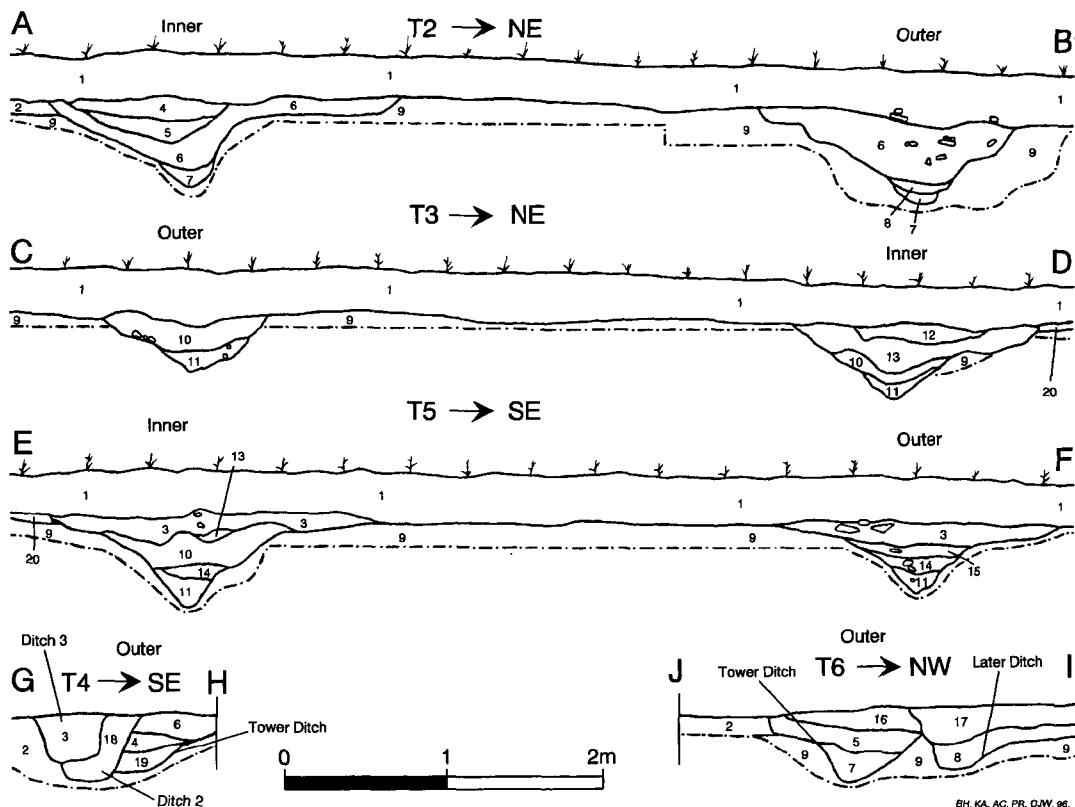 A Inner T2 → NE Outer B
1 1 1 1
2 4 6 9
9 5 9 6 4 9
6
7 8 7
T3 → NE
C Outer Inner D
1 1 1 1
9 10 9 12
11 10 13 9
11 20
T5 → SE
E Inner Outer F
13
1 1 1 1
3 3 3
9 10 9 9
20 14 14 15
11 11
Ditch 3 Outer Outer
G T4 → SE H J T6 → NW I
Tower Ditch Later Ditch
6 16 17
2 3 18 4 Tower Ditch 2 5
19 9 7 9 8 9
Ditch 2
0 1 2m
BH, KA, AC, PR, DJW, 96.